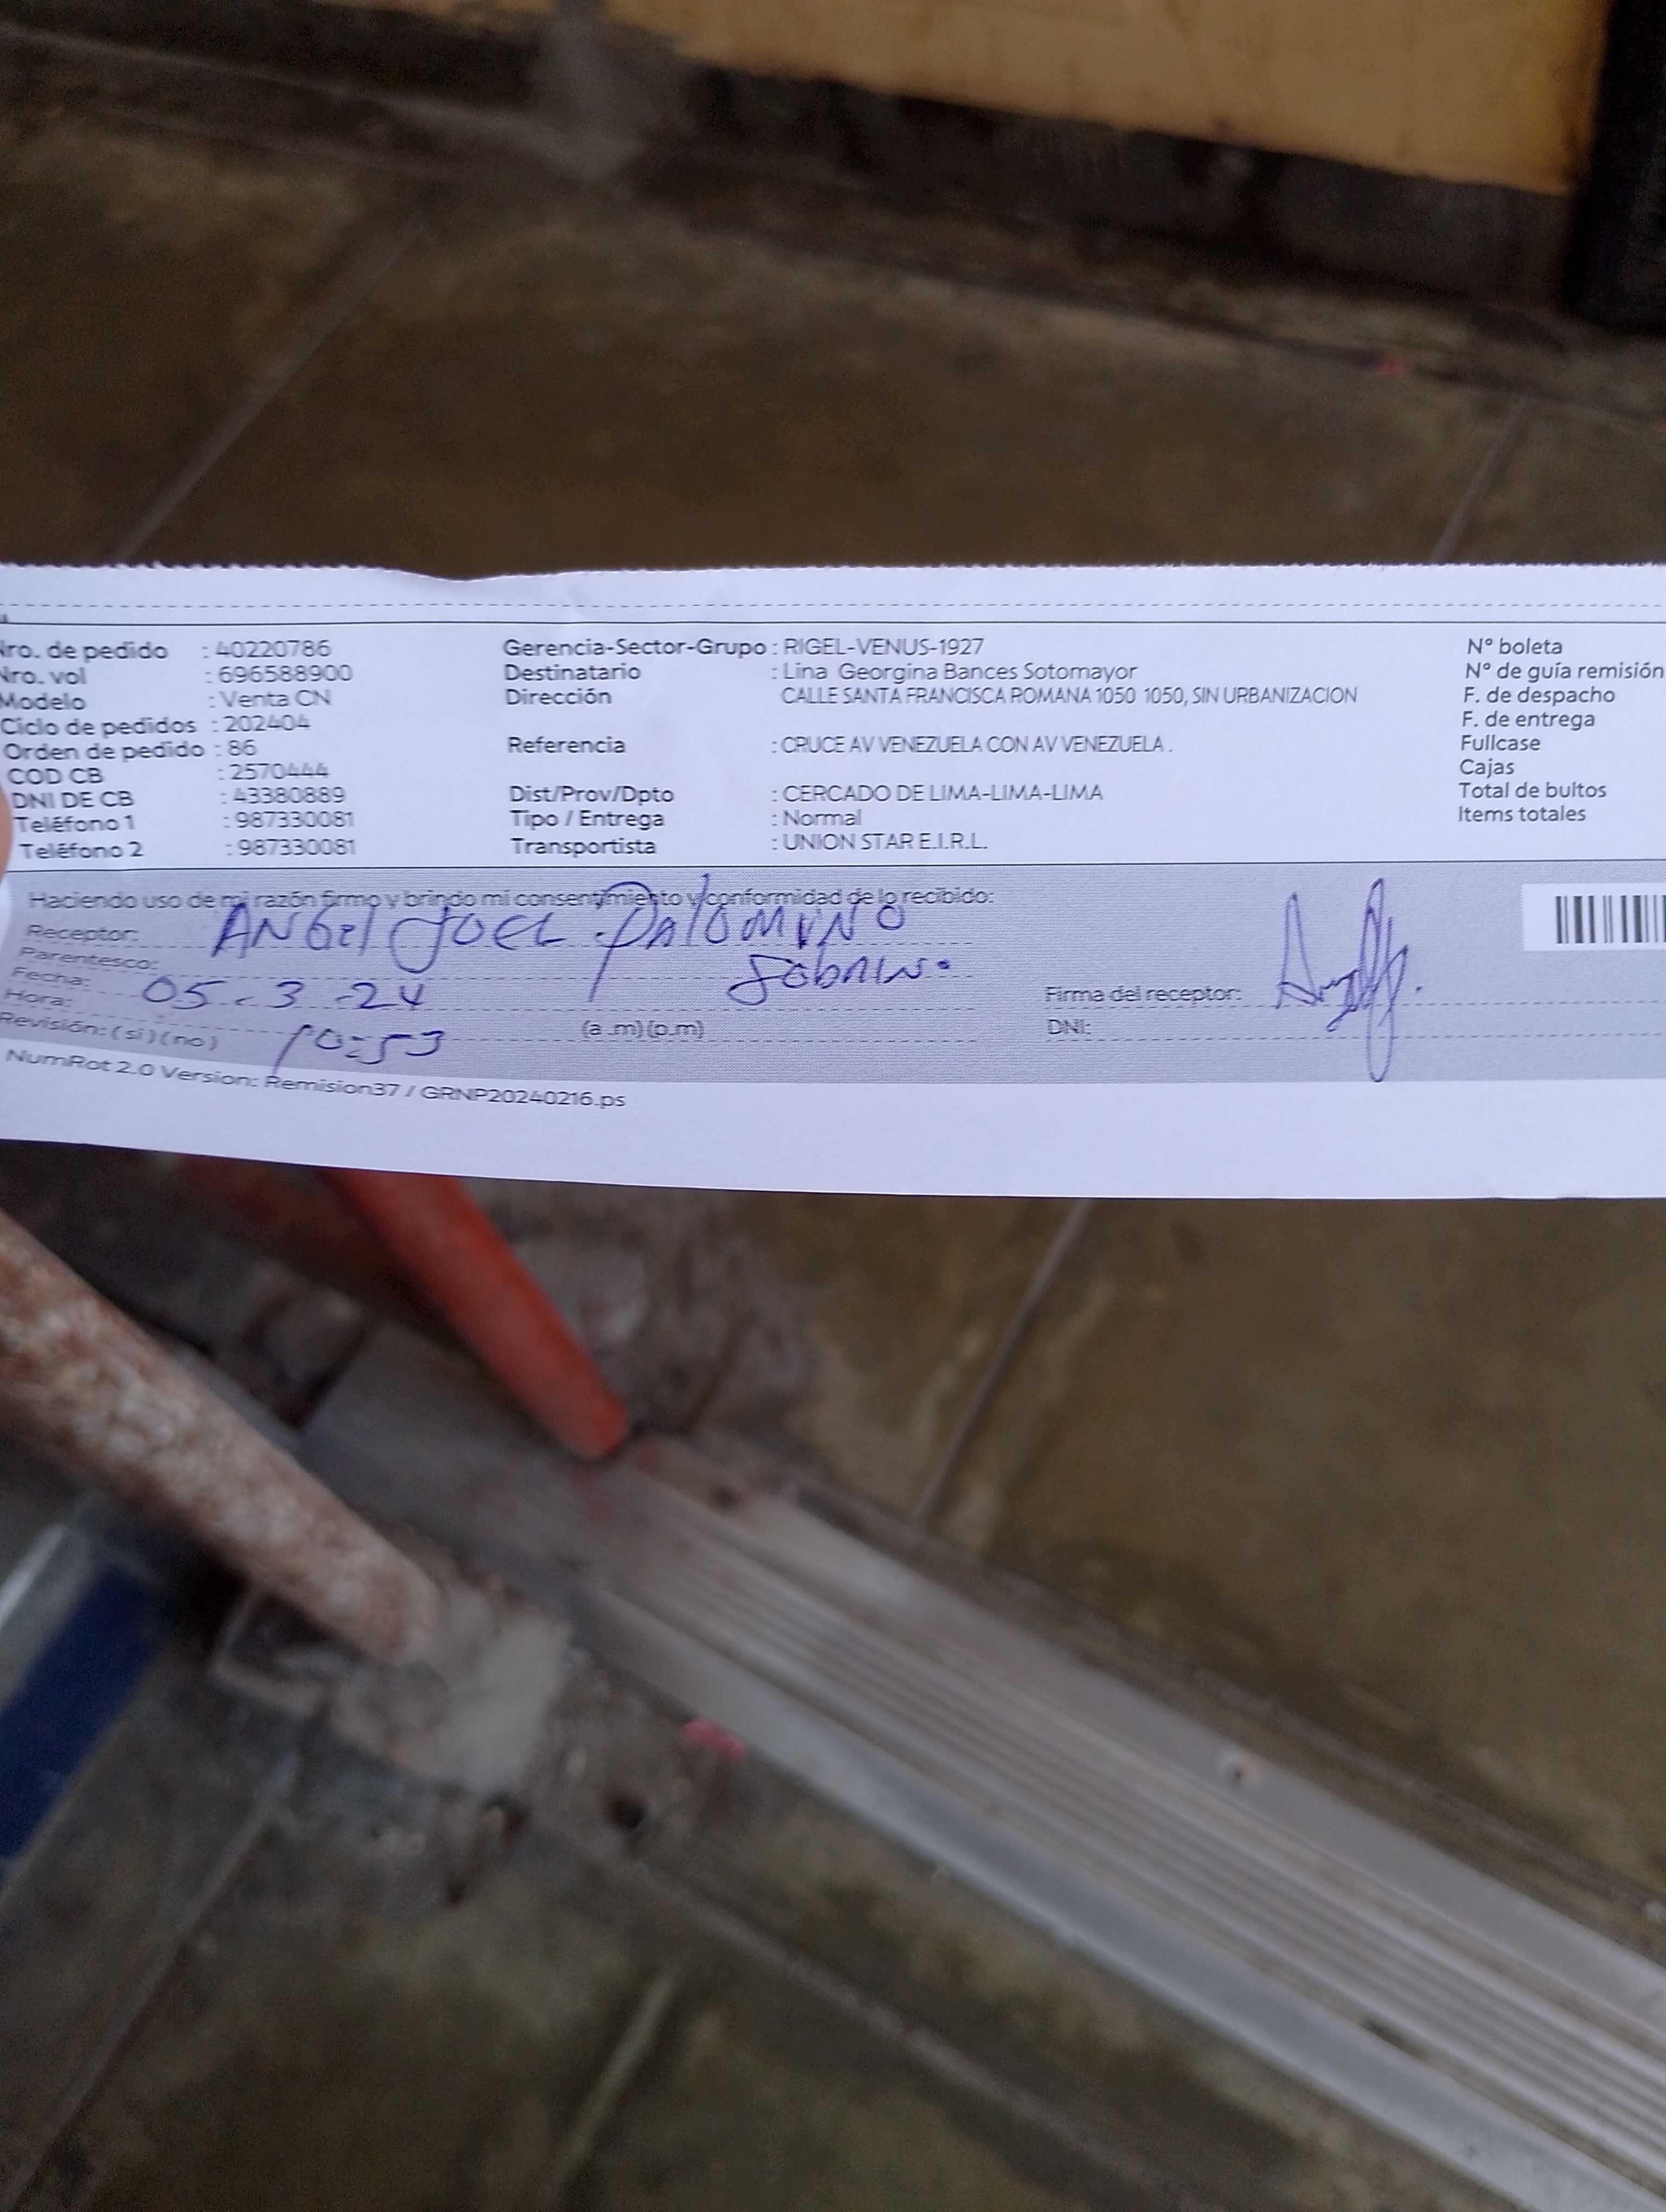 Nro. de pedido : 40220786 Gerencia-Sector-Grupo : RIGEL-VENUS-1927 N° boleta
Nro. vol : 696588900 Destinatario : Lina Georgina Bances Sotomayor N° de guía remisión
Modelo : Venta CN Dirección CALLE SANTA FRANCISCA ROMANA 1050 1050, SIN URBANIZACION F. de despacho
Ciclo de pedidos : 202404 F. de entrega
Orden de pedido : 86 Referencia : CRUCE AV VENEZUELA CON AV VENEZUELA . Fullcase
COD CB : 2570444 Cajas
DNI DE CB : 43380889 Dist/Prov/Dpto : CERCADO DE LIMA-LIMA-LIMA Total de bultos
Teléfono 1 : 987330081 Tipo / Entrega : Normal Items totales
Teléfono 2 : 987330081 Transportista : UNION STAR E.I.R.L.
Haciendo uso de mi razón firmo y brindo mi consentimiento y conformidad de lo recibido:
Receptor: ANGel JOEL PALOMINO
Parentesco:
Fecha: 05 - 3 - 24 Firma del receptor:
Hora: 10:53 (a .m) (p.m) DNI:
Revisión: ( si ) ( no )
NumRot 2.0 Version: Remision37 / GRNP20240216.ps